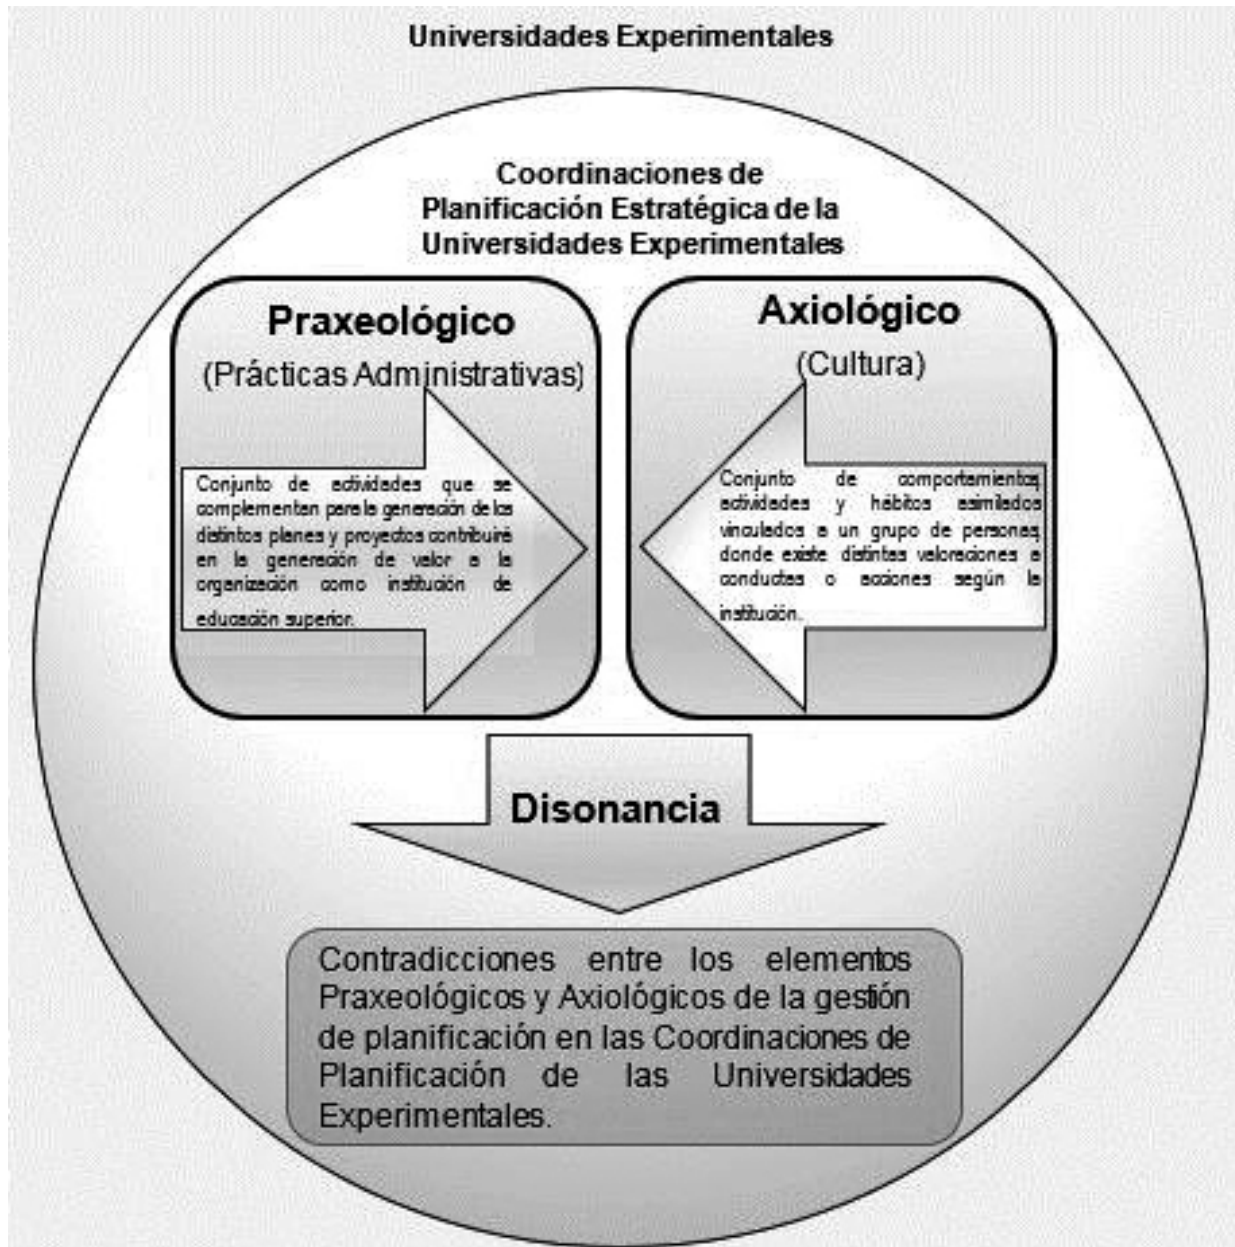 Universidades Experimentales
Coordinaciones de
Planificación Estratégica de la
Universidades Experimentales
Praxeológico
(Prácticas Administrativas)
Conjunto de actividades que se
complementan para la generación de los
distintos planes y proyectos contribuirá
en la generación de valor a la
organización como institución de
educación superior.
Axiológico
(Cultura)
Conjunto de comportamientos,
actividades y hábitos asimilados
vinculados a un grupo de personas,
donde existe distintas valoraciones a
conductas o acciones según la
institución.
Disonancia
Contradicciones entre los elementos
Praxeológicos y Axiológicos de la gestión
de planificación en las Coordinaciones de
Planificación de las Universidades
Experimentales.